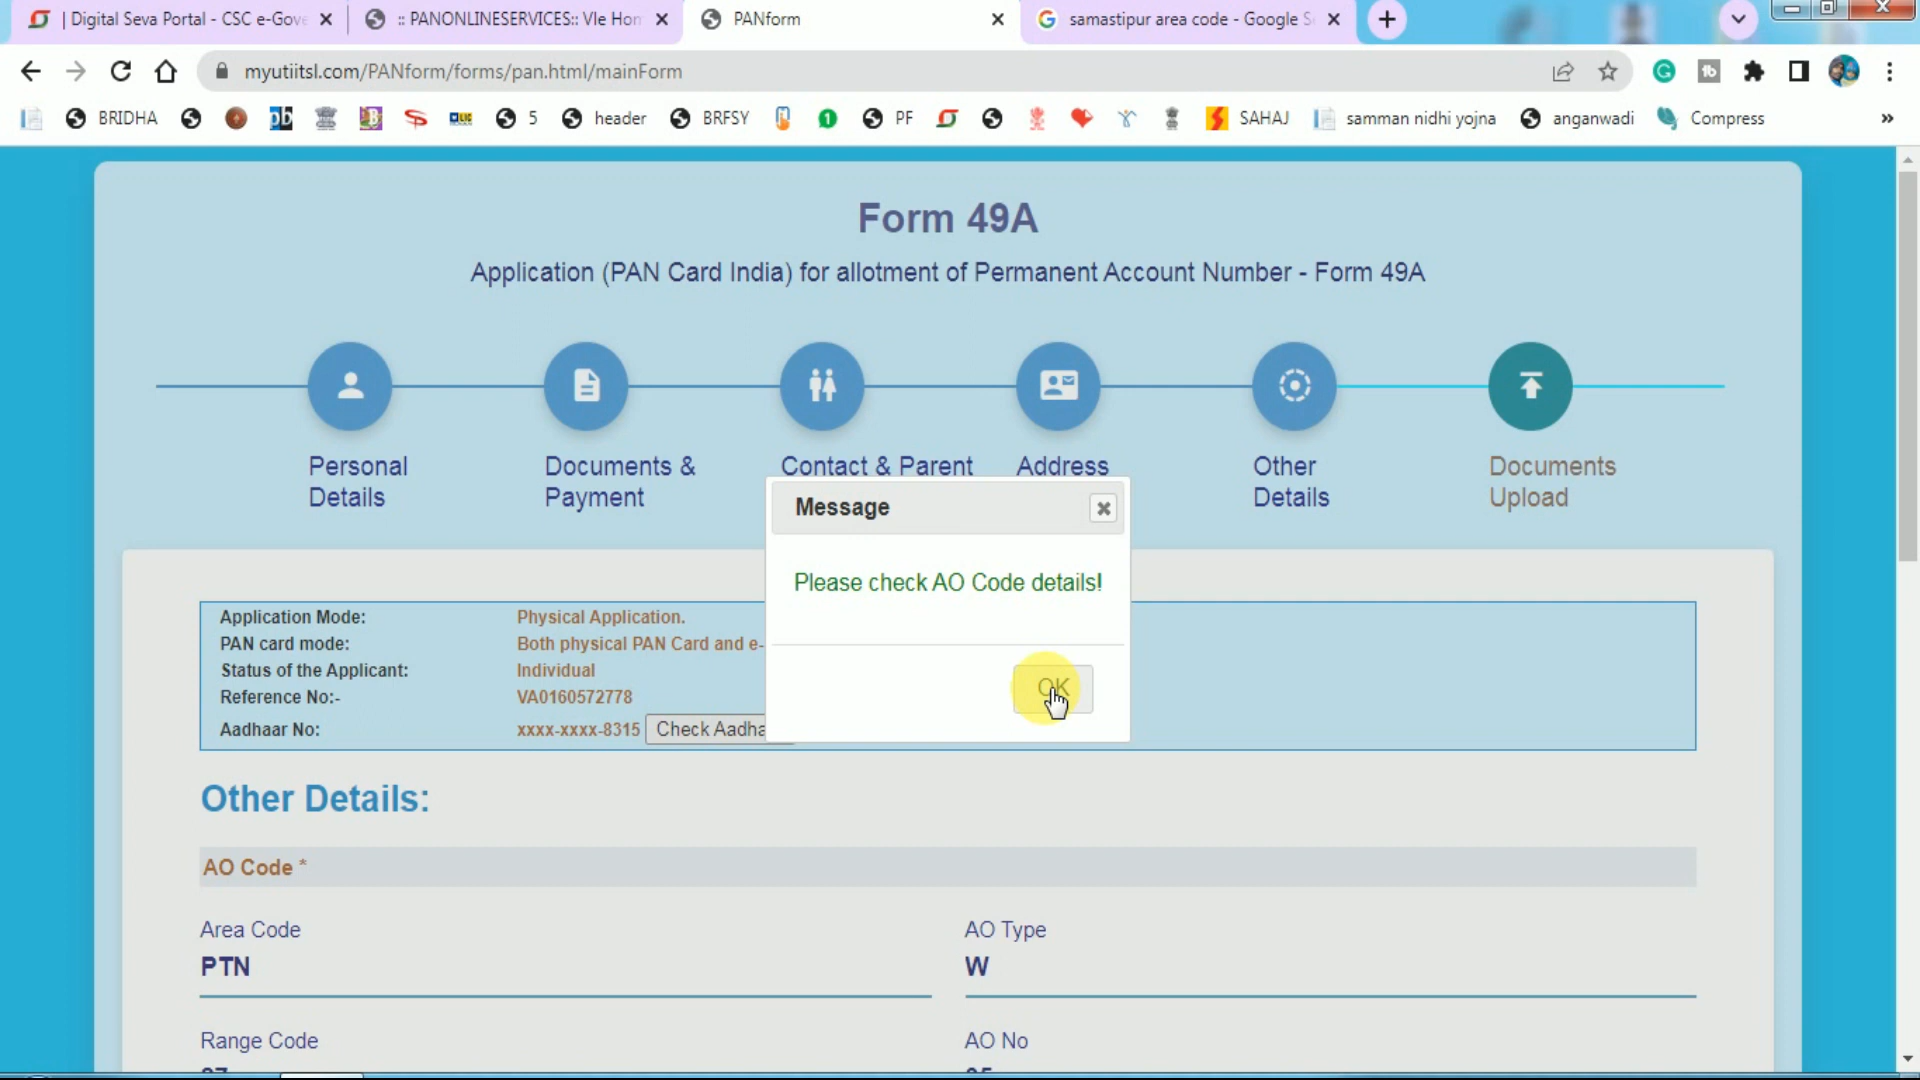 | Digital Seva Portal - CSC e-Gove
:: PANONLINESERVICES:: Vle Hom
PANform
samastipur area code - Google S
myutiitsl.com/PANform/forms/pan.html/mainForm
BRIDHA
5
header
BRFSY
PF
SAHAJ
samman nidhi yojna
anganwadi
Compress
»
Form 49A
Application (PAN Card India) for allotment of Permanent Account Number - Form 49A
Personal
Details
Documents &
Payment
Contact & Parent
Address
Other
Details
Documents
Upload
Message
Please check AO Code details!
OK
Application Mode: Physical Application.
PAN card mode: Both physical PAN Card and e-
Status of the Applicant: Individual
Reference No:- VA0160572778
Aadhaar No: xxxx-xxxx-8315 Check Aadha
Other Details:
AO Code *
Area Code
PTN
AO Type
W
Range Code
AO No